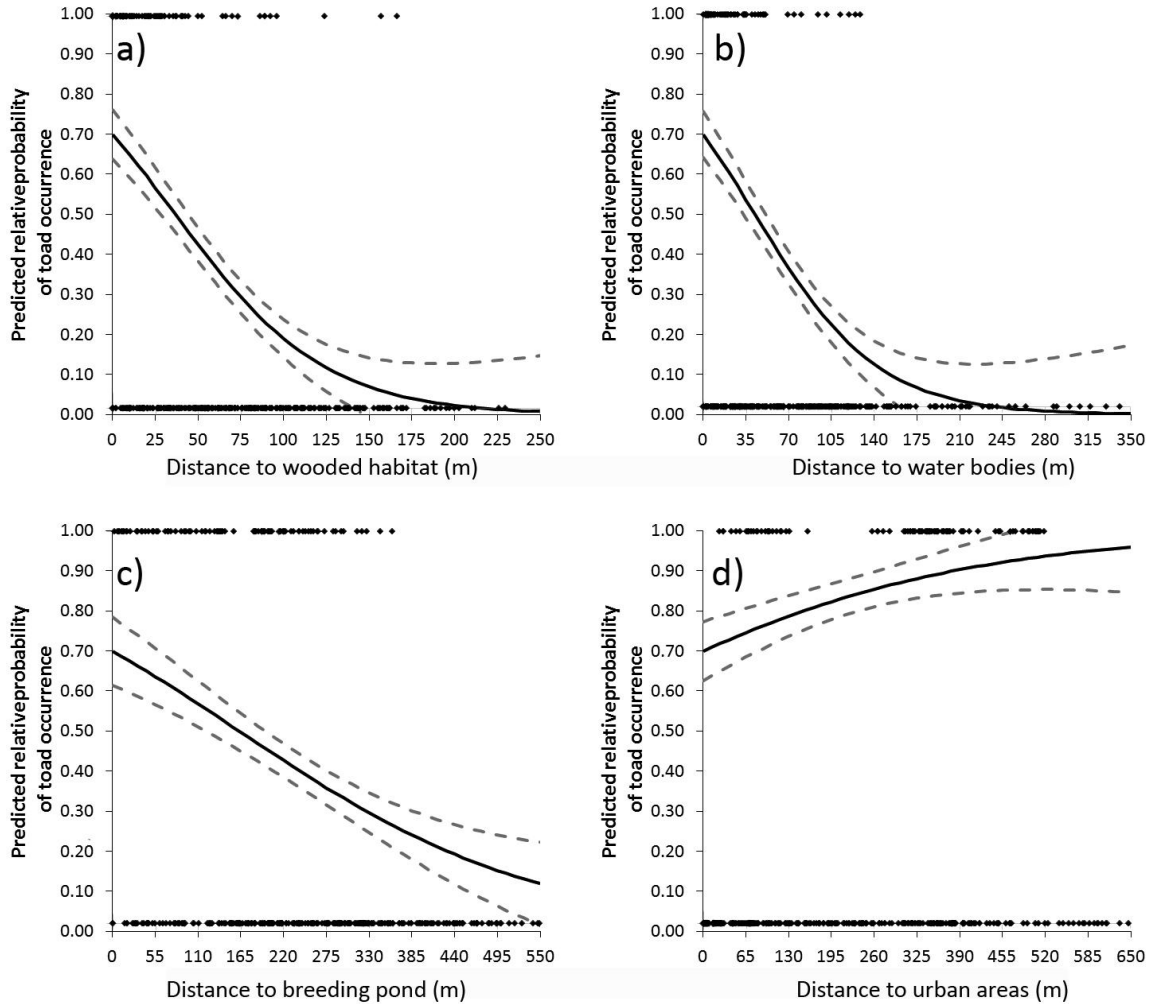 a)
1.00
0.90
0.80
0.70
0.60
0.50
0.40
0.30
0.20
0.10
0.00
Predicted relativeprobability
of toad occurrence
0 25 50 75 100 125 150 175 200 225 250
Distance to wooded habitat (m)
b)
1.00
0.90
0.80
0.70
0.60
0.50
0.40
0.30
0.20
0.10
0.00
Predicted relativeprobability
of toad occurrence
0 35 70 105 140 175 210 245 280 315 350
Distance to water bodies (m)
c)
1.00
0.90
0.80
0.70
0.60
0.50
0.40
0.30
0.20
0.10
0.00
Predicted relativeprobability
of toad occurrence
0 55 110 165 220 275 330 385 440 495 550
Distance to breeding pond (m)
d)
1.00
0.90
0.80
0.70
0.60
0.50
0.40
0.30
0.20
0.10
0.00
Predicted relativeprobability
of toad occurrence
0 65 130 195 260 325 390 455 520 585 650
Distance to urban areas (m)